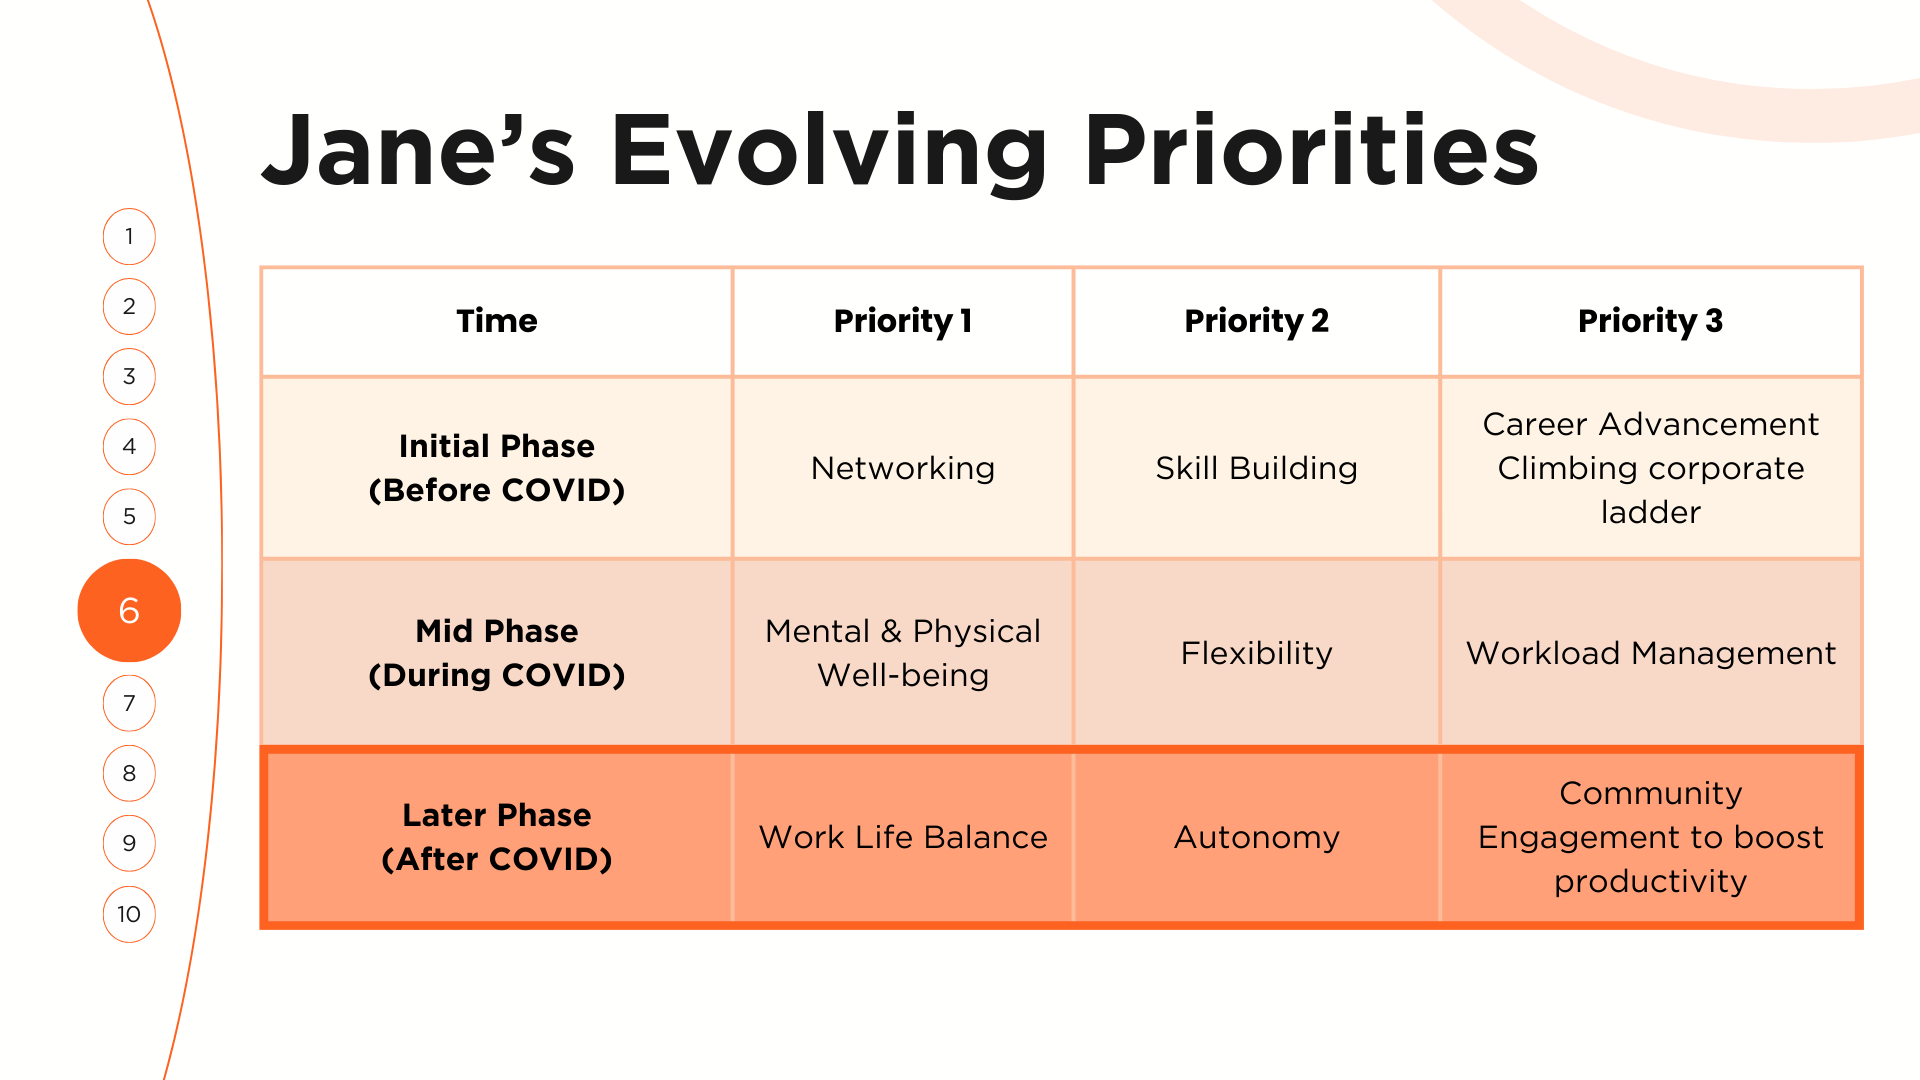 Jane’s Evolving Priorities
1
2
3
4
5
6
7
8
9
10
Time
Priority 1
Priority 2
Priority 3
Initial Phase
(Before COVID)
Networking
Skill Building
Career Advancement
Climbing corporate
ladder
Mid Phase
(During COVID)
Mental & Physical
Well-being
Flexibility
Workload Management
Later Phase
(After COVID)
Work Life Balance
Autonomy
Community
Engagement to boost
productivity